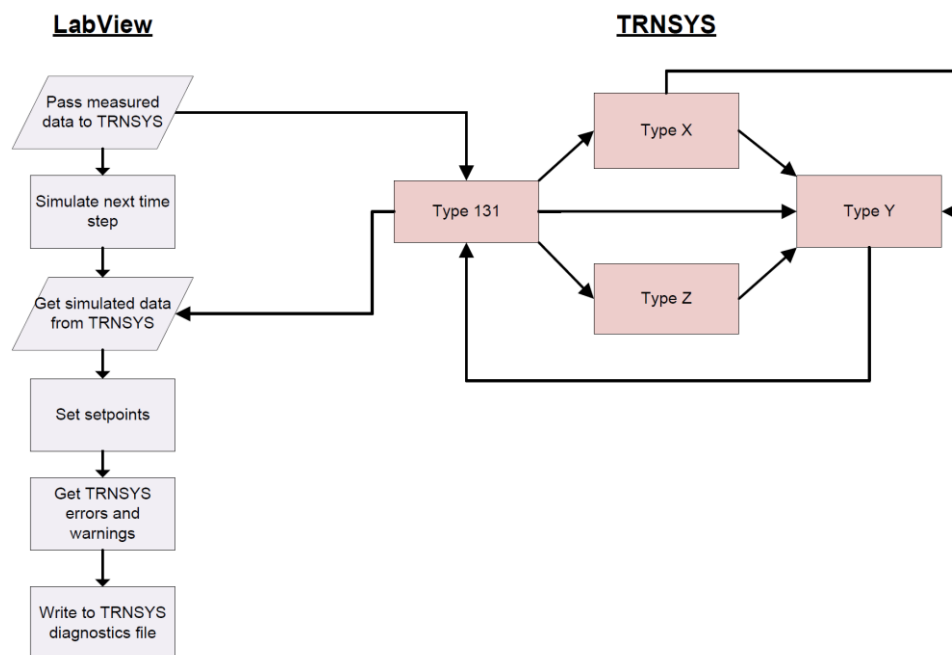 LabView
TRNSYS
Pass measured
data to TRNSYS
Simulate next time
step
Get simulated data
from TRNSYS
Set setpoints
Get TRNSYS
errors and
warnings
Write to TRNSYS
diagnostics file
Type 131
Type X
Type Y
Type Z